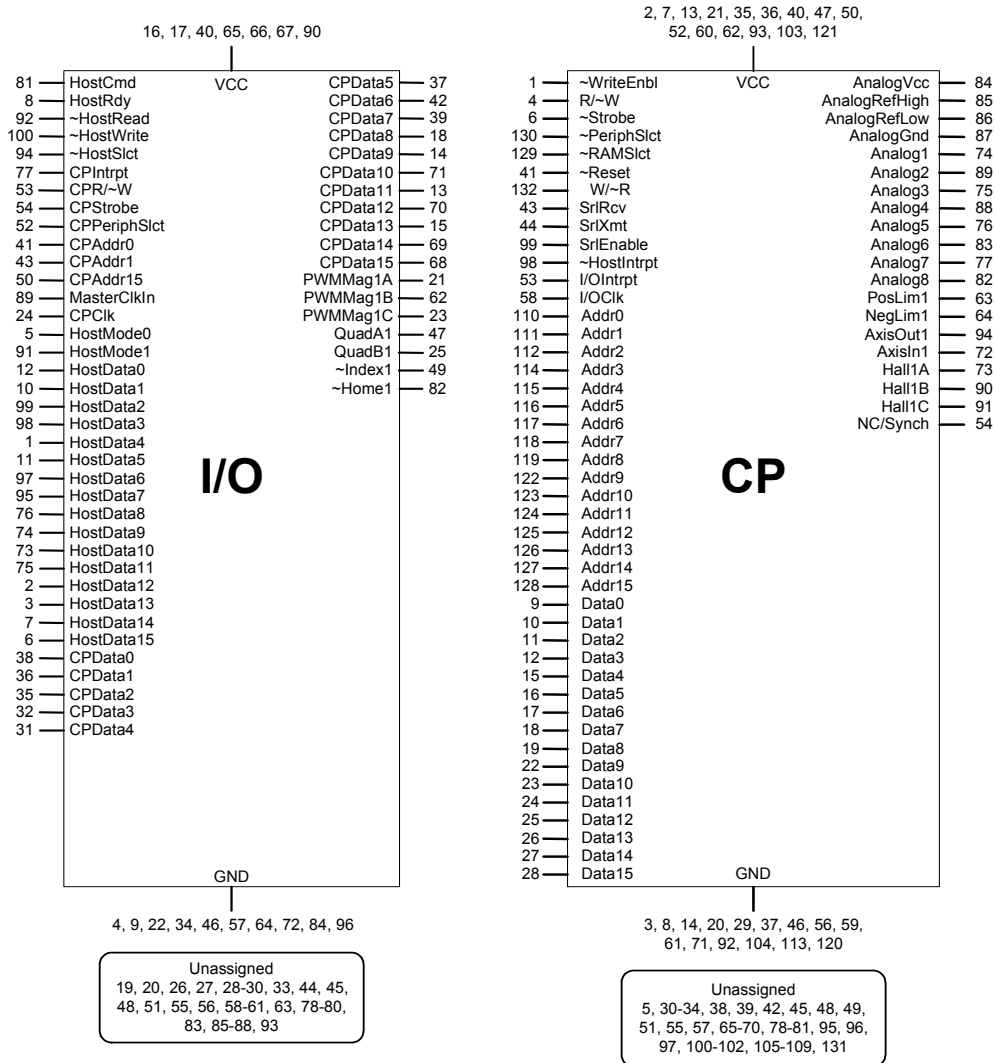 16, 17, 40, 65, 66, 67, 90
VCC
81 HostCmd
8 HostRdy
92 ~HostRead
100 ~HostWrite
94 ~HostSlct
77 CPIntrpt
53 CPR/~W
54 CPStrobe
52 CPPeriphSlct
41 CPAddr0
43 CPAddr1
50 CPAddr15
89 MasterClkIn
24 CPClk
5 HostMode0
91 HostMode1
12 HostData0
10 HostData1
99 HostData2
98 HostData3
1 HostData4
11 HostData5
97 HostData6
95 HostData7
76 HostData8
74 HostData9
73 HostData10
75 HostData11
2 HostData12
3 HostData13
7 HostData14
6 HostData15
38 CPData0
36 CPData1
35 CPData2
32 CPData3
31 CPData4
CPData5 37
CPData6 42
CPData7 39
CPData8 18
CPData9 14
CPData10 71
CPData11 13
CPData12 70
CPData13 15
CPData14 69
CPData15 68
PWMMag1A 21
PWMMag1B 62
PWMMag1C 23
QuadA1 47
QuadB1 25
~Index1 49
~Home1 82
I/O
GND
4, 9, 22, 34, 46, 57, 64, 72, 84, 96
Unassigned
19, 20, 26, 27, 28-30, 33, 44, 45,
48, 51, 55, 56, 58-61, 63, 78-80,
83, 85-88, 93
2, 7, 13, 21, 35, 36, 40, 47, 50,
52, 60, 62, 93, 103, 121
VCC
1 ~WriteEnbl
4 R/~W
6 ~Strobe
130 ~PeriphSlct
129 ~RAMSlct
41 ~Reset
132 W/~R
43 SrlRcv
44 SrlXmt
99 SrlEnable
98 ~HostIntrpt
53 I/OIntrpt
58 I/OClk
110 Addr0
111 Addr1
112 Addr2
114 Addr3
115 Addr4
116 Addr5
117 Addr6
118 Addr7
119 Addr8
122 Addr9
123 Addr10
124 Addr11
125 Addr12
126 Addr13
127 Addr14
128 Addr15
9 Data0
10 Data1
11 Data2
12 Data3
15 Data4
16 Data5
17 Data6
18 Data7
19 Data8
22 Data9
23 Data10
24 Data11
25 Data12
26 Data13
27 Data14
28 Data15
AnalogVcc 84
AnalogRefHigh 85
AnalogRefLow 86
AnalogGnd 87
Analog1 74
Analog2 89
Analog3 75
Analog4 88
Analog5 76
Analog6 83
Analog7 77
Analog8 82
PosLim1 63
NegLim1 64
AxisOut1 94
AxisIn1 72
Hall1A 73
Hall1B 90
Hall1C 91
NC/Synch 54
CP
GND
3, 8, 14, 20, 29, 37, 46, 56, 59,
61, 71, 92, 104, 113, 120
Unassigned
5, 30-34, 38, 39, 42, 45, 48, 49,
51, 55, 57, 65-70, 78-81, 95, 96,
97, 100-102, 105-109, 131